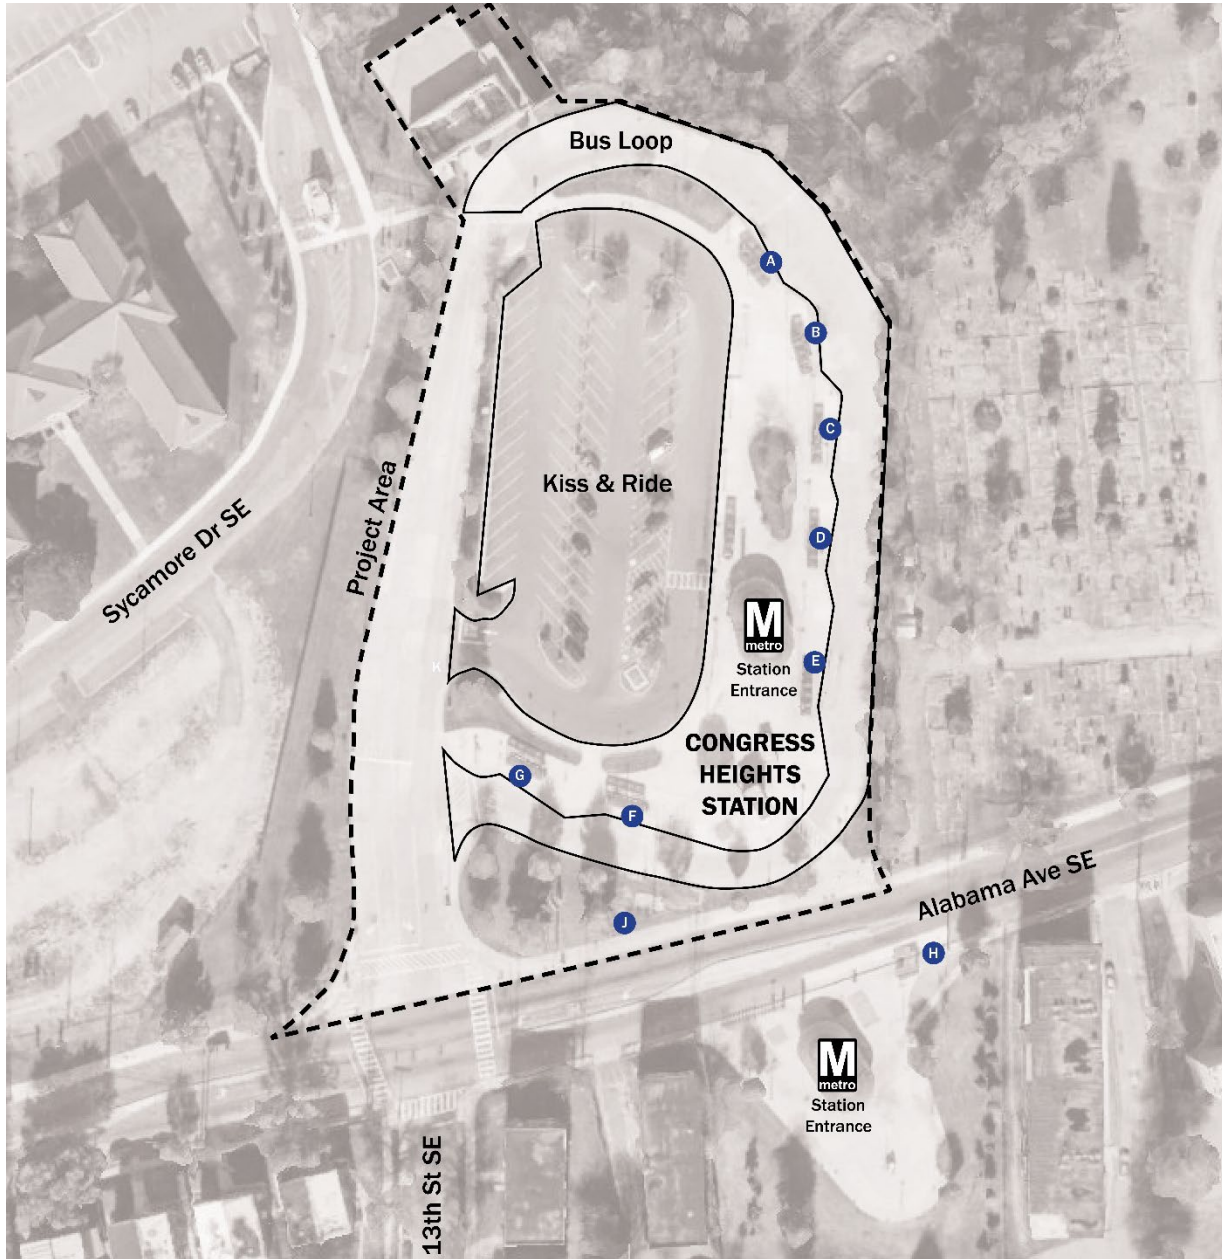 Bus Loop
A
B
C
Kiss & Ride
Project Area
Sycamore Dr SE
D
M
metro
Station
Entrance
E
K
CONGRESS
HEIGHTS
STATION
G
F
J
Alabama Ave SE
H
M
metro
Station
Entrance
13th St SE